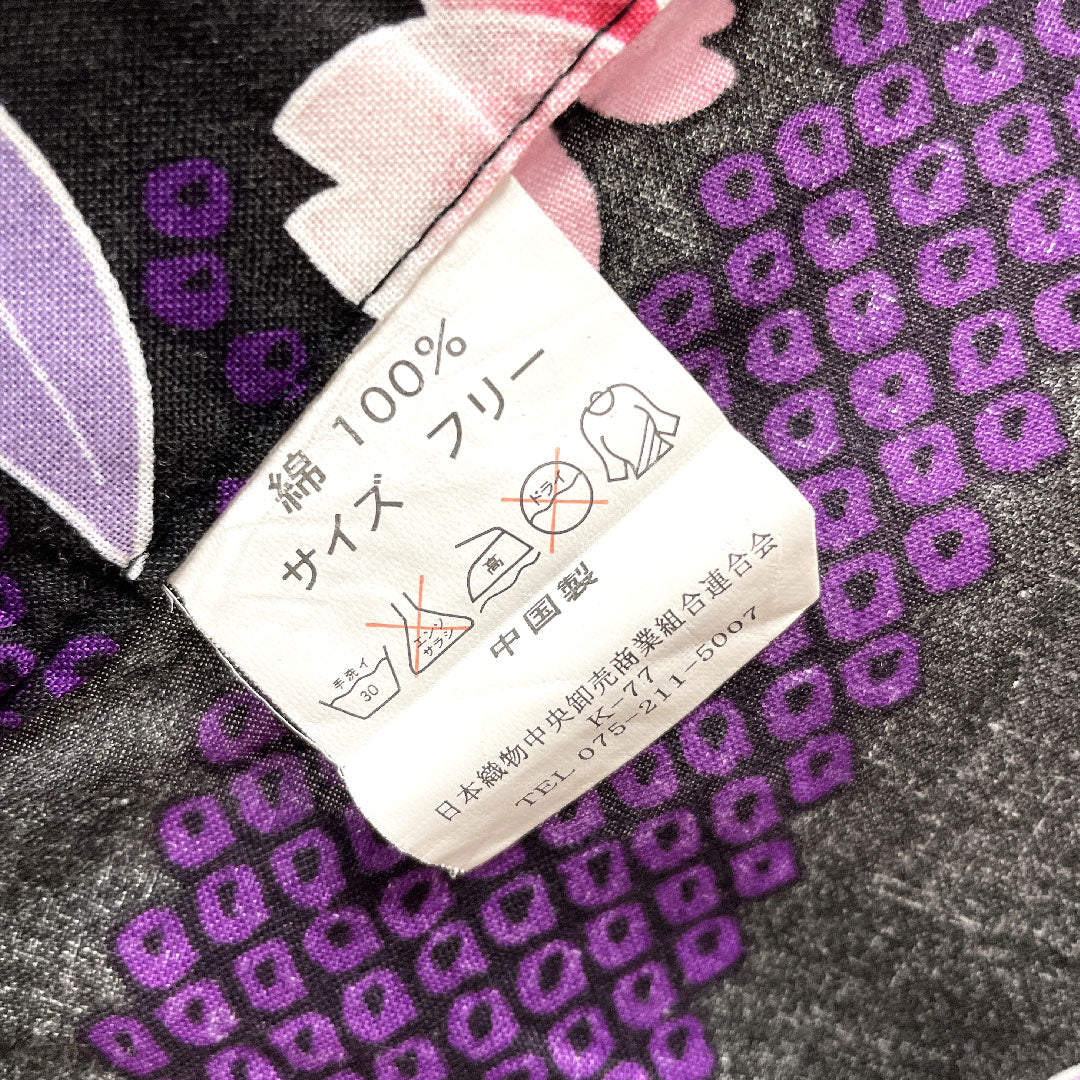 綿 100%
サイズ フリー
手洗イ
30
エンソ
サラシ
高
ドライ
中国製
日本織物中央卸売商業組合連合会
K-77
TEL 075-211-5007